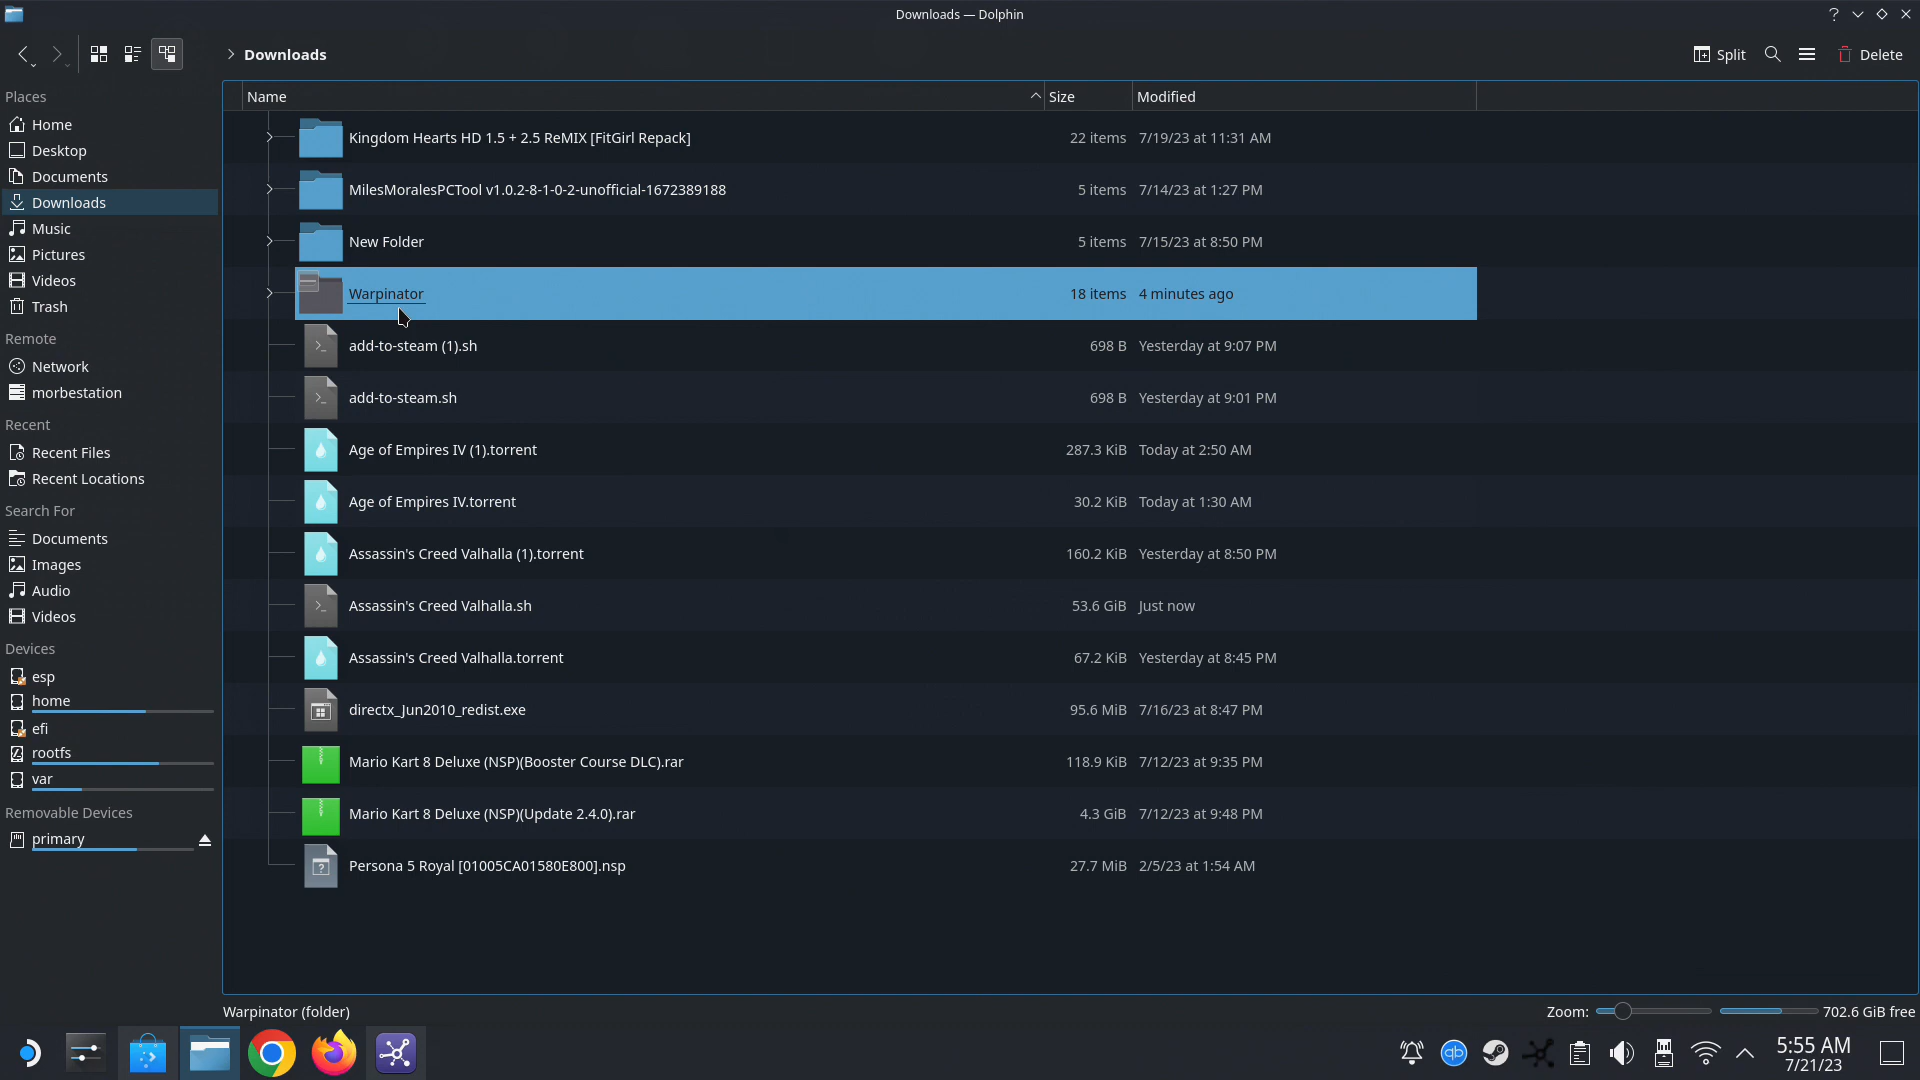 Downloads — Dolphin
Downloads
Split
Delete
Places
Home
Desktop
Documents
Downloads
Music
Pictures
Videos
Trash
Remote
Network
morbestation
Recent
Recent Files
Recent Locations
Search For
Documents
Images
Audio
Videos
Devices
esp
home
efi
rootfs
var
Removable Devices
primary
Name Size Modified
Kingdom Hearts HD 1.5 + 2.5 ReMIX [FitGirl Repack] 22 items 7/19/23 at 11:31 AM
MilesMoralesPCTool v1.0.2-8-1-0-2-unofficial-1672389188 5 items 7/14/23 at 1:27 PM
New Folder 5 items 7/15/23 at 8:50 PM
Warpinator 18 items 4 minutes ago
add-to-steam (1).sh 698 B Yesterday at 9:07 PM
add-to-steam.sh 698 B Yesterday at 9:01 PM
Age of Empires IV (1).torrent 287.3 KiB Today at 2:50 AM
Age of Empires IV.torrent 30.2 KiB Today at 1:30 AM
Assassin's Creed Valhalla (1).torrent 160.2 KiB Yesterday at 8:50 PM
Assassin's Creed Valhalla.sh 53.6 GiB Just now
Assassin's Creed Valhalla.torrent 67.2 KiB Yesterday at 8:45 PM
directx_Jun2010_redist.exe 95.6 MiB 7/16/23 at 8:47 PM
Mario Kart 8 Deluxe (NSP)(Booster Course DLC).rar 118.9 KiB 7/12/23 at 9:35 PM
Mario Kart 8 Deluxe (NSP)(Update 2.4.0).rar 4.3 GiB 7/12/23 at 9:48 PM
Persona 5 Royal [01005CA01580E800].nsp 27.7 MiB 2/5/23 at 1:54 AM
Warpinator (folder)
Zoom:
702.6 GiB free
qb
5:55 AM
7/21/23